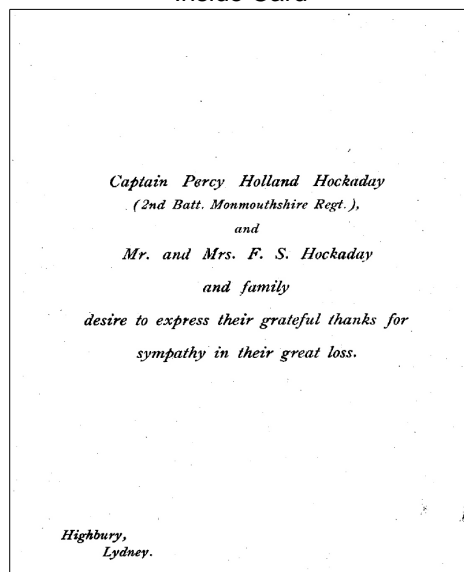 Inside Card
Captain Percy Holland Hockaday
(2nd Batt. Monmouthshire Regt.),
and
Mr. and Mrs. F. S. Hockaday
and family
desire to express their grateful thanks for
sympathy in their great loss.
Highbury,
Lydney.